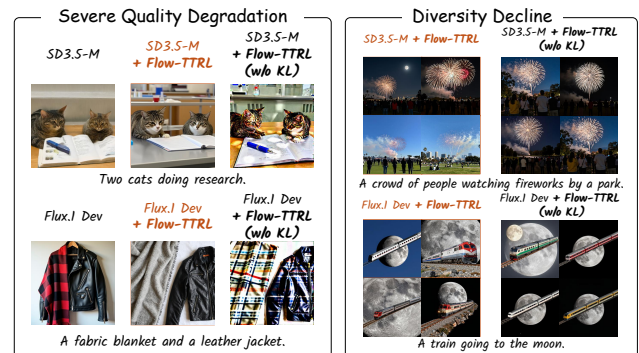 Severe Quality Degradation
SD3.5-M
SD3.5-M
+ Flow-TTRL
SD3.5-M
+ Flow-TTRL
(w/o KL)
Two cats doing research.
Flux.1 Dev
Flux.1 Dev
+ Flow-TTRL
Flux.1 Dev
+ Flow-TTRL
(w/o KL)
A fabric blanket and a leather jacket.
Diversity Decline
SD3.5-M + Flow-TTRL
SD3.5-M + Flow-TTRL
(w/o KL)
A crowd of people watching fireworks by a park.
Flux.1 Dev + Flow-TTRL
Flux.1 Dev + Flow-TTRL
(w/o KL)
A train going to the moon.